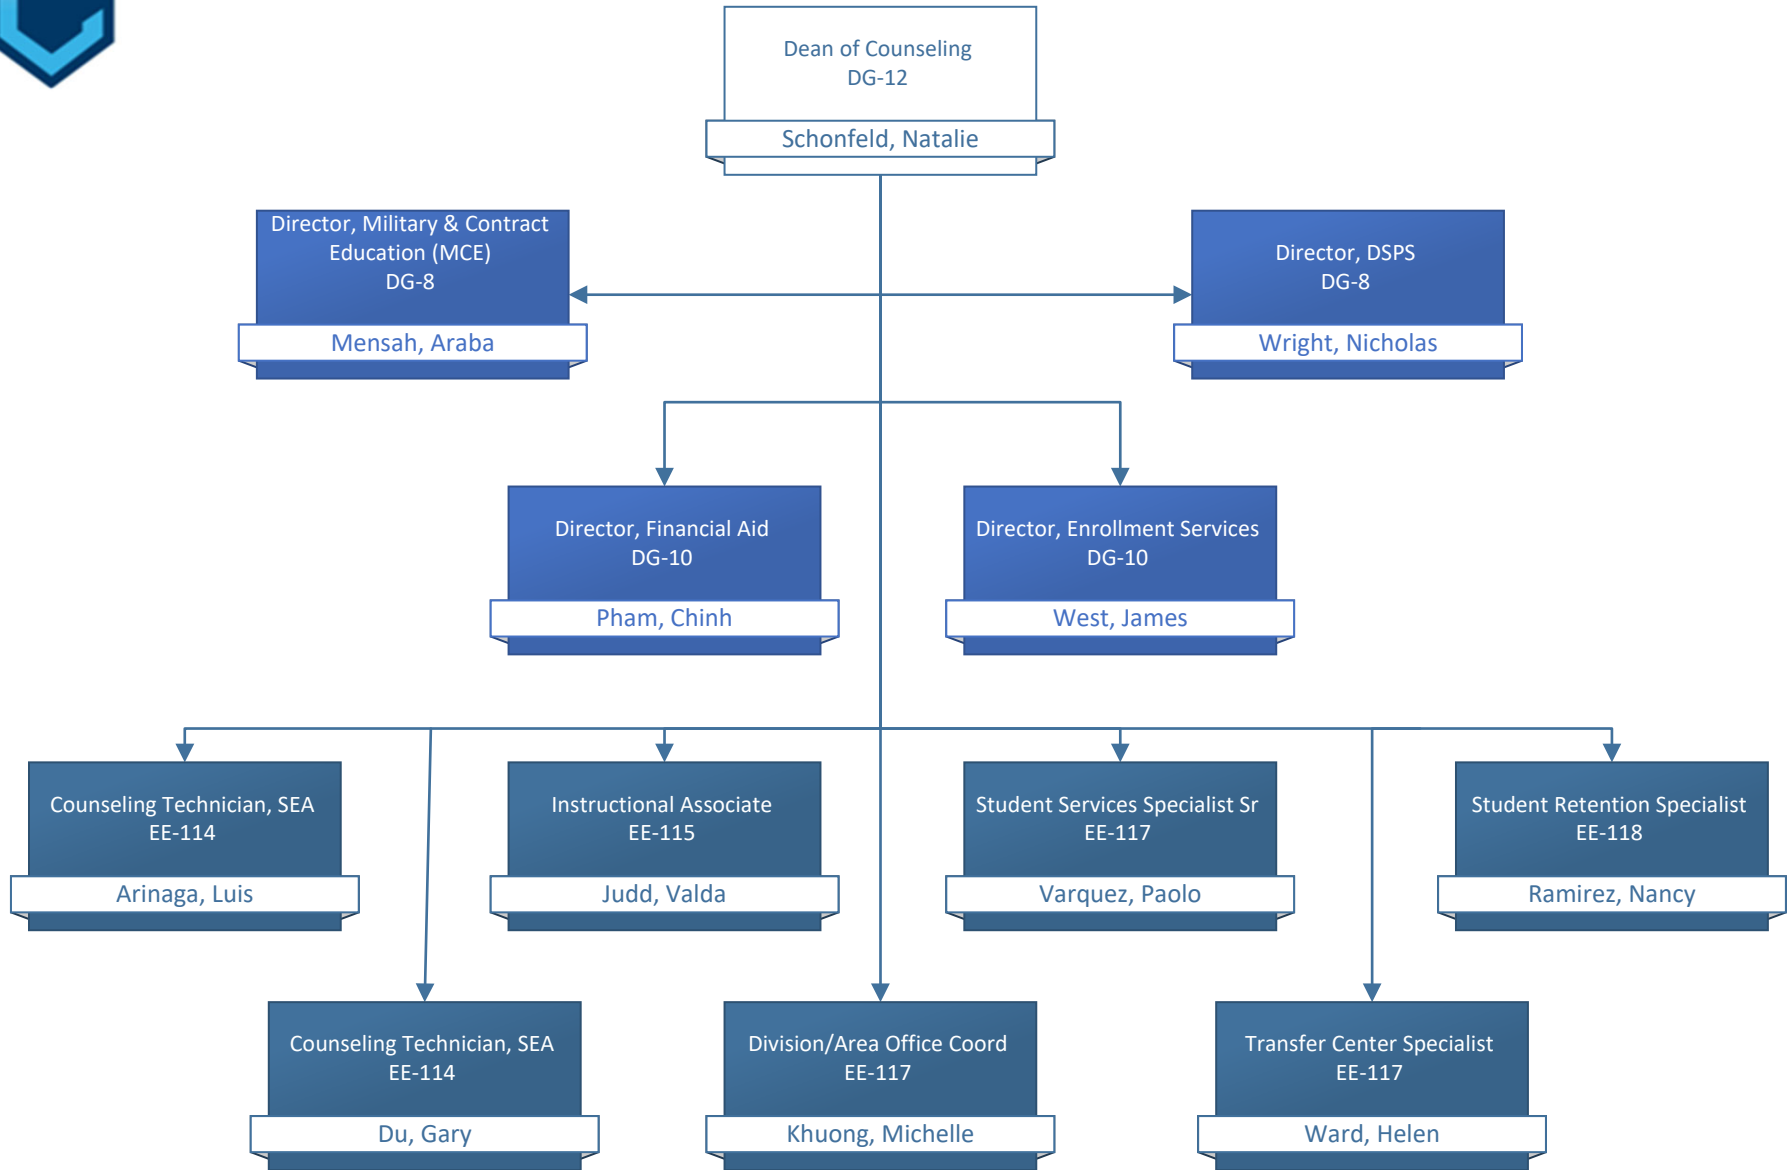 Dean of Counseling
DG-12
Schonfeld, Natalie
Director, Military & Contract
Education (MCE)
DG-8
Mensah, Araba
Director, DSPS
DG-8
Wright, Nicholas
Director, Financial Aid
DG-10
Pham, Chinh
Director, Enrollment Services
DG-10
West, James
Counseling Technician, SEA
EE-114
Arinaga, Luis
Instructional Associate
EE-115
Judd, Valda
Student Services Specialist Sr
EE-117
Varquez, Paolo
Student Retention Specialist
EE-118
Ramirez, Nancy
Counseling Technician, SEA
EE-114
Du, Gary
Division/Area Office Coord
EE-117
Khuong, Michelle
Transfer Center Specialist
EE-117
Ward, Helen